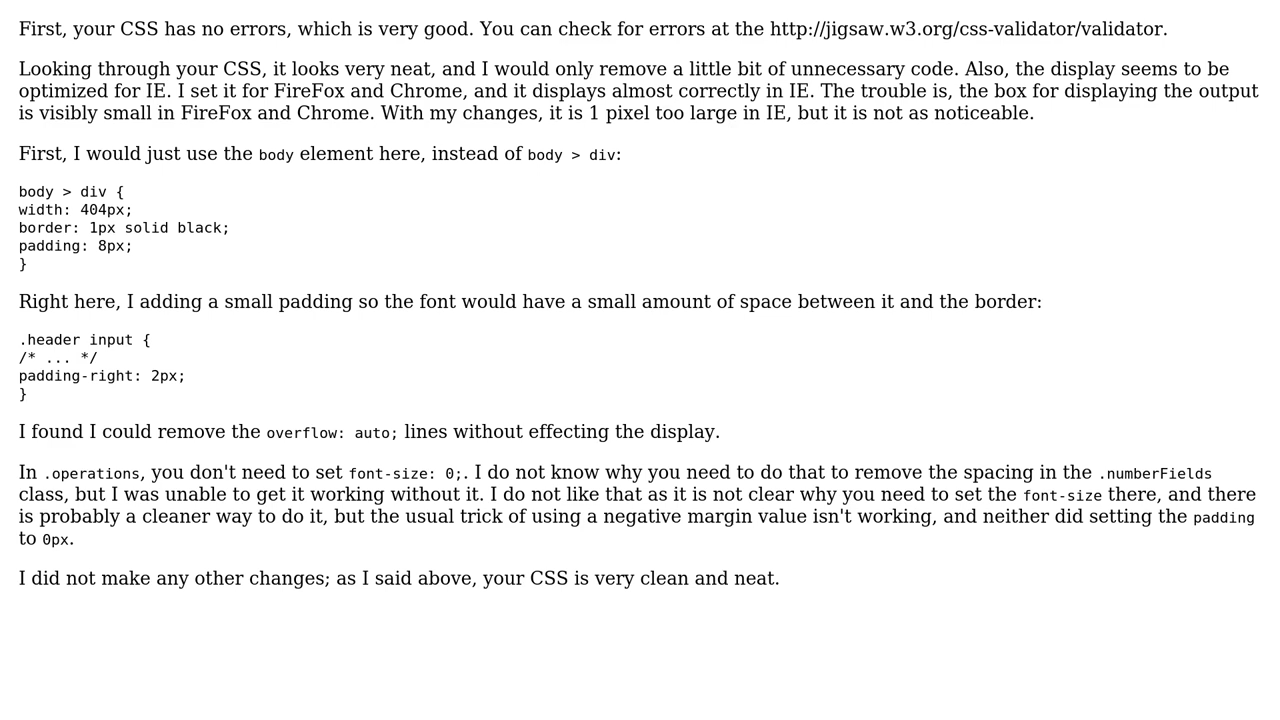 First, your CSS has no errors, which is very good. You can check for errors at the http://jigsaw.w3.org/css-validator/validator.
Looking through your CSS, it looks very neat, and I would only remove a little bit of unnecessary code. Also, the display seems to be
optimized for IE. I set it for FireFox and Chrome, and it displays almost correctly in IE. The trouble is, the box for displaying the output
is visibly small in FireFox and Chrome. With my changes, it is 1 pixel too large in IE, but it is not as noticeable.
First, I would just use the body element here, instead of body > div:
body > div {
width: 404px;
border: 1px solid black;
padding: 8px;
}
Right here, I adding a small padding so the font would have a small amount of space between it and the border:
.header input {
/* ... */
padding-right: 2px;
}
I found I could remove the overflow: auto; lines without effecting the display.
In .operations, you don't need to set font-size: 0;. I do not know why you need to do that to remove the spacing in the .numberFields
class, but I was unable to get it working without it. I do not like that as it is not clear why you need to set the font-size there, and there
is probably a cleaner way to do it, but the usual trick of using a negative margin value isn't working, and neither did setting the padding
to 0px.
I did not make any other changes; as I said above, your CSS is very clean and neat.